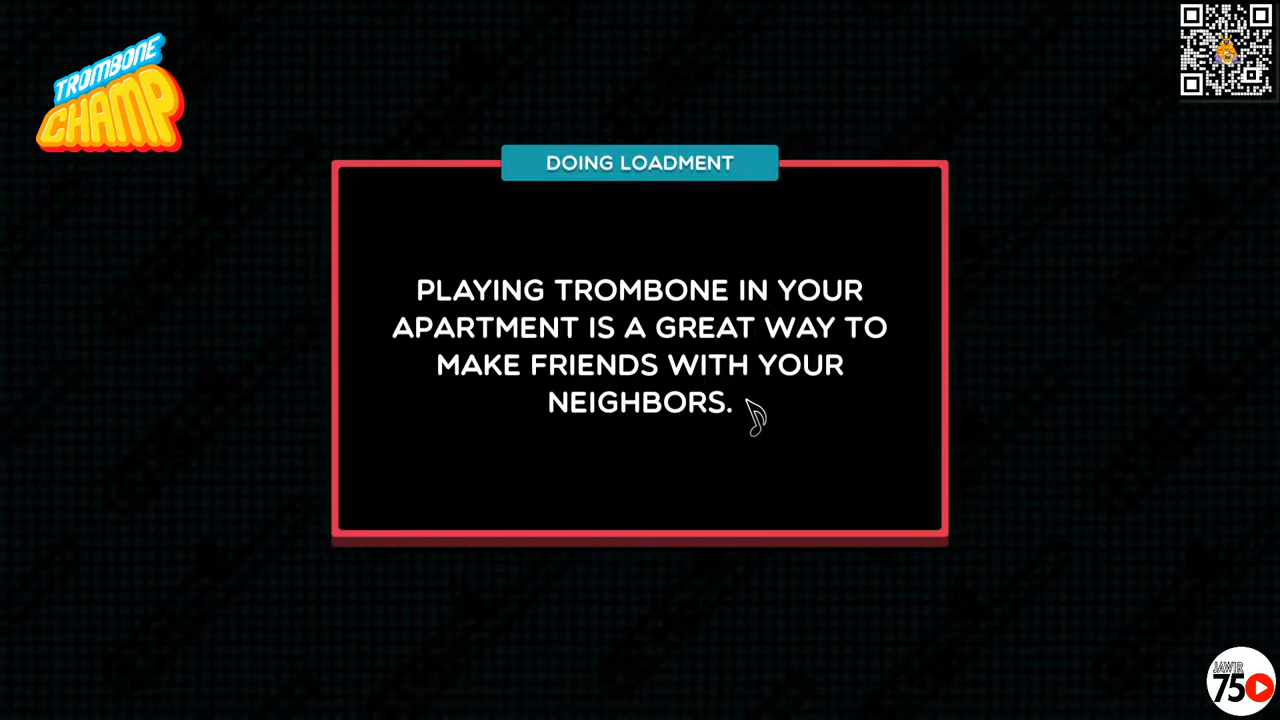 TROMBONE
CHAMP
DOING LOADMENT
PLAYING TROMBONE IN YOUR
APARTMENT IS A GREAT WAY TO
MAKE FRIENDS WITH YOUR
NEIGHBORS.
JAWIR
75